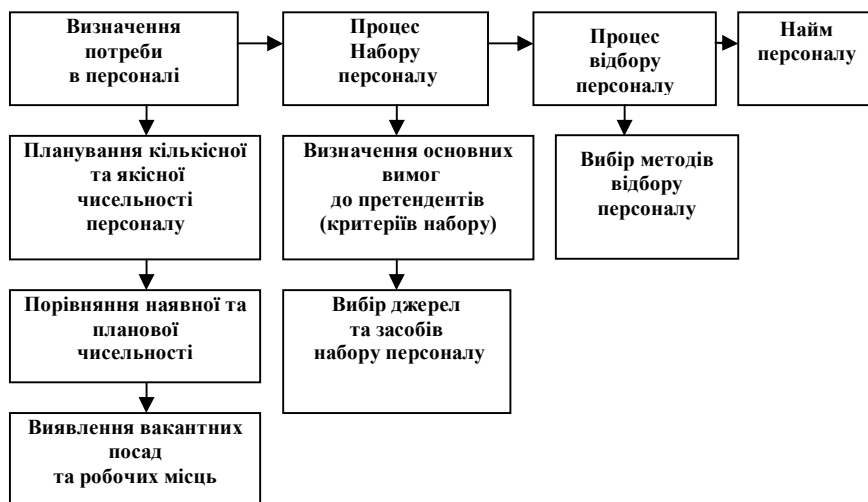 Визначення
потреби
в персоналі
Процес
Набору
персоналу
Процес
відбору
персоналу
Найм
персоналу
Планування кількісної
та якісної
чисельності
персоналу
Визначення основних
вимог
до претендентів
(критеріїв набору)
Вибір методів
відбору
персоналу
Порівняння наявної та
планової
чисельності
Вибір джерел
та засобів
набору персоналу
Виявлення вакантних
посад
та робочих місць